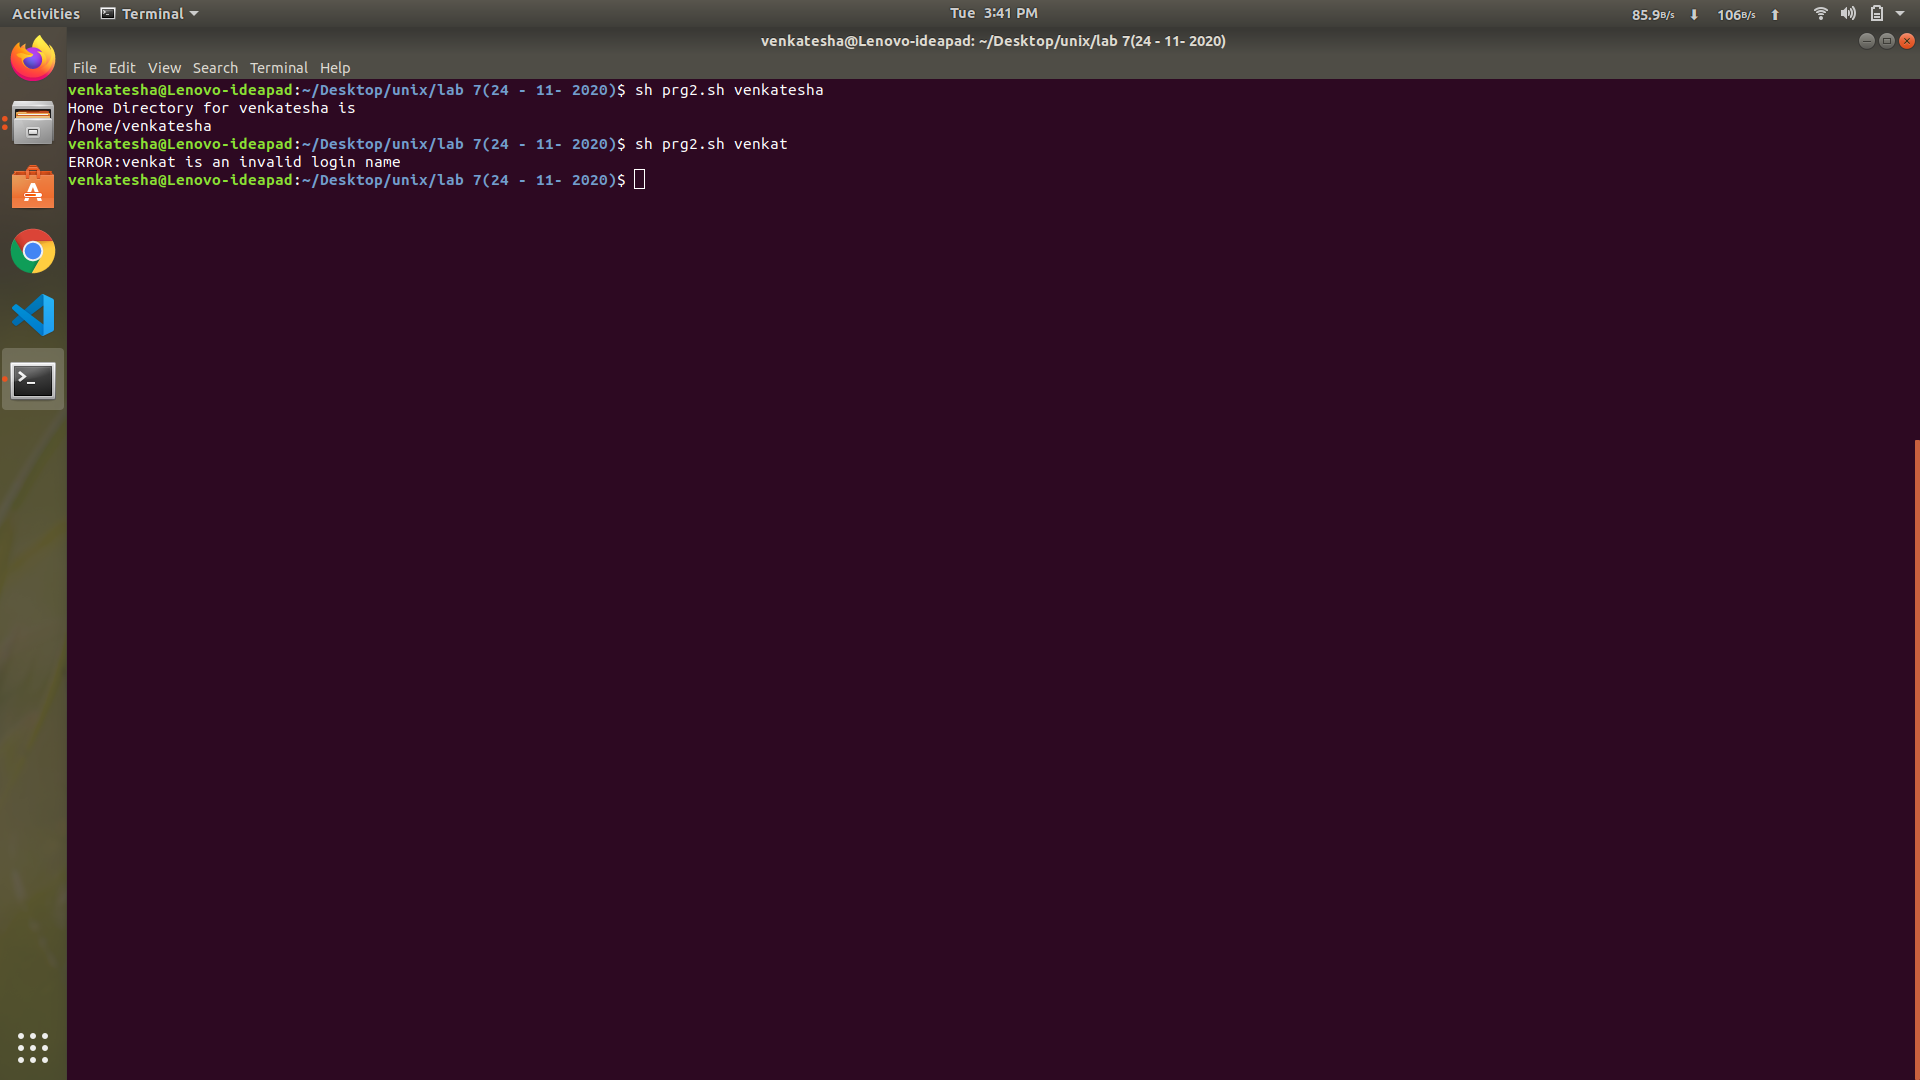 Activities Terminal Tue 3:41 PM 85.9B/s 106B/s
venkatesha@Lenovo-ideapad: ~/Desktop/unix/lab 7(24 - 11- 2020)
File Edit View Search Terminal Help
venkatesha@Lenovo-ideapad:~/Desktop/unix/lab 7(24 - 11- 2020)$ sh prg2.sh venkatesha
Home Directory for venkatesha is
/home/venkatesha
venkatesha@Lenovo-ideapad:~/Desktop/unix/lab 7(24 - 11- 2020)$ sh prg2.sh venkat
ERROR:venkat is an invalid login name
venkatesha@Lenovo-ideapad:~/Desktop/unix/lab 7(24 - 11- 2020)$